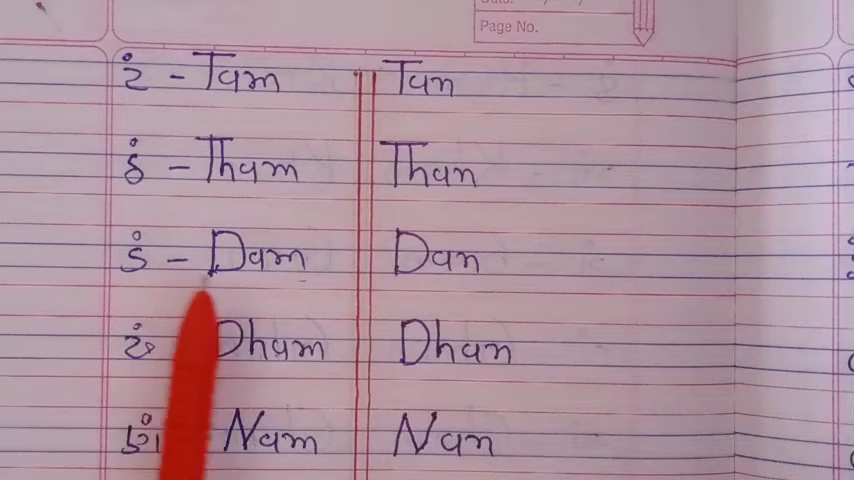 Page No.
ટં - Tam Tan
ઠં - Tham Than
ડં - Dam Dan
ઢં Dham Dhan
ણં Nam Nan